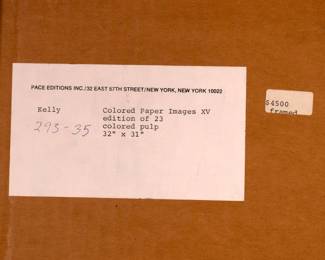 PACE EDITIONS INC./32 EAST 57TH STREET/NEW YORK, NEW YORK 10022
Kelly
Colored Paper Images XV
edition of 23
colored pulp
32" x 31"
293-35
$4500
framed